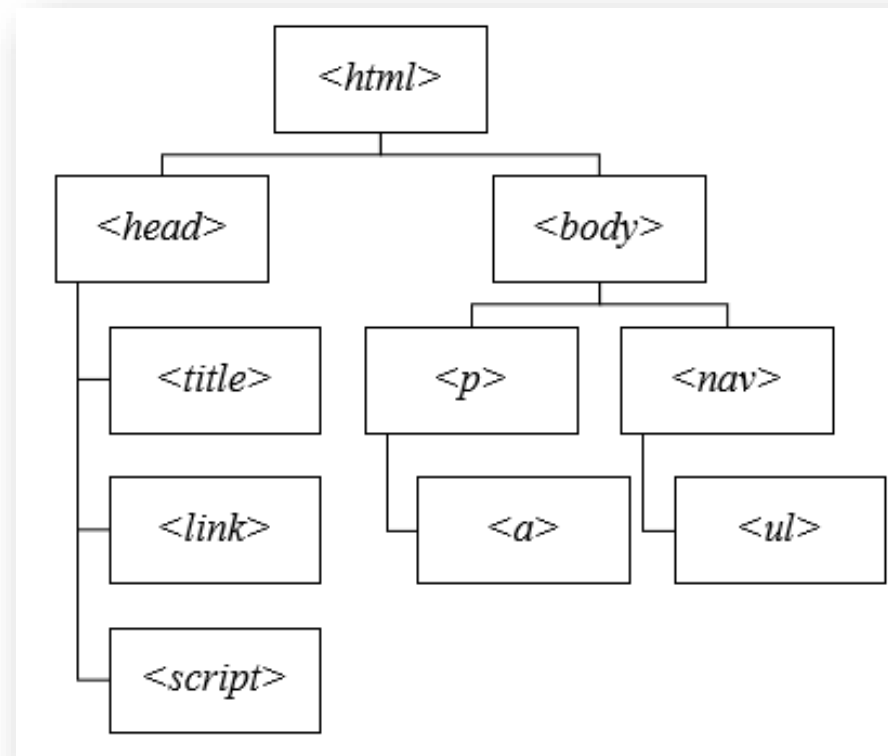 <html>
<head>
<body>
<title>
<p>
<nav>
<link>
<a>
<ul>
<script>